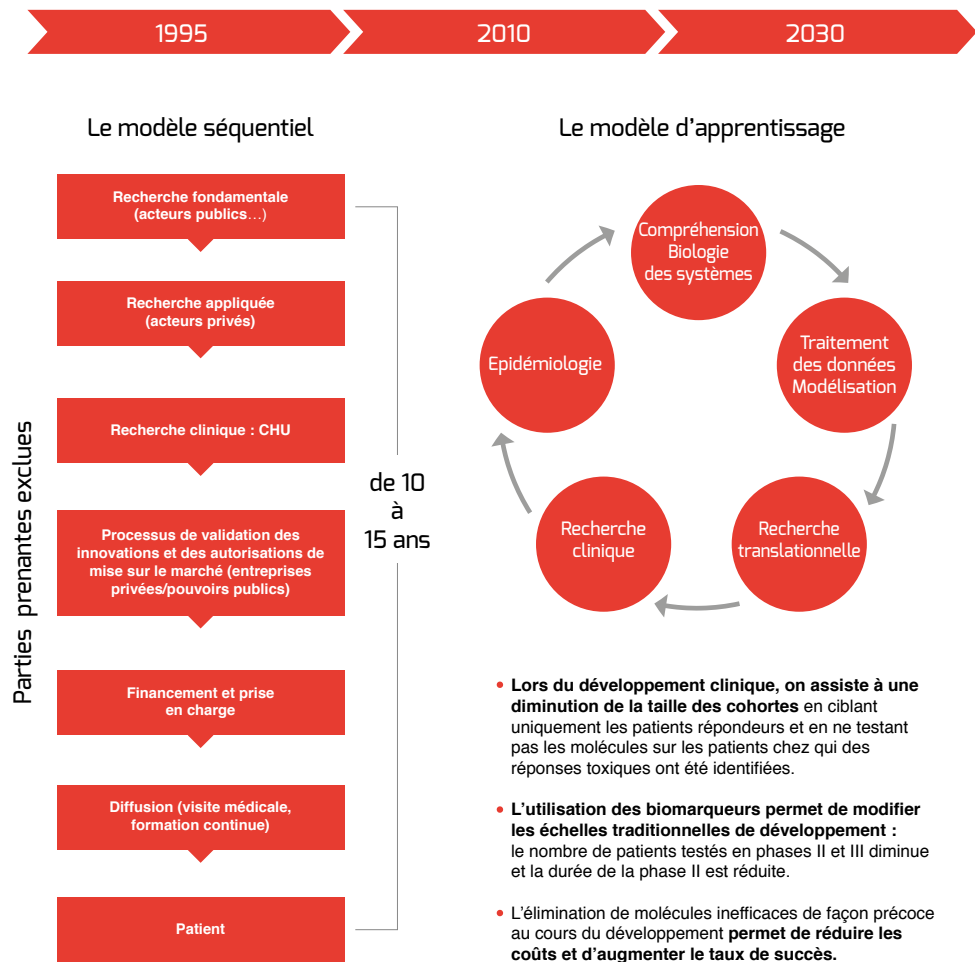 1995
2010
2030
Le modèle séquentiel
Parties prenantes exclues
Recherche fondamentale
(acteurs publics…)
Recherche appliquée
(acteurs privés)
Recherche clinique : CHU
Processus de validation des
innovations et des autorisations de
mise sur le marché (entreprises
privées/pouvoirs publics)
Financement et prise
en charge
Diffusion (visite médicale,
formation continue)
Patient
de 10
à
15 ans
Le modèle d'apprentissage
Compréhension
Biologie
des systèmes
Traitement
des données
Modélisation
Recherche
translationnelle
Recherche
clinique
Epidémiologie
• Lors du développement clinique, on assiste à une
diminution de la taille des cohortes en ciblant
uniquement les patients répondeurs et en ne testant
pas les molécules sur les patients chez qui des
réponses toxiques ont été identifiées.
• L'utilisation des biomarqueurs permet de modifier
les échelles traditionnelles de développement :
le nombre de patients testés en phases II et III diminue
et la durée de la phase II est réduite.
• L'élimination de molécules inefficaces de façon précoce
au cours du développement permet de réduire les
coûts et d'augmenter le taux de succès.